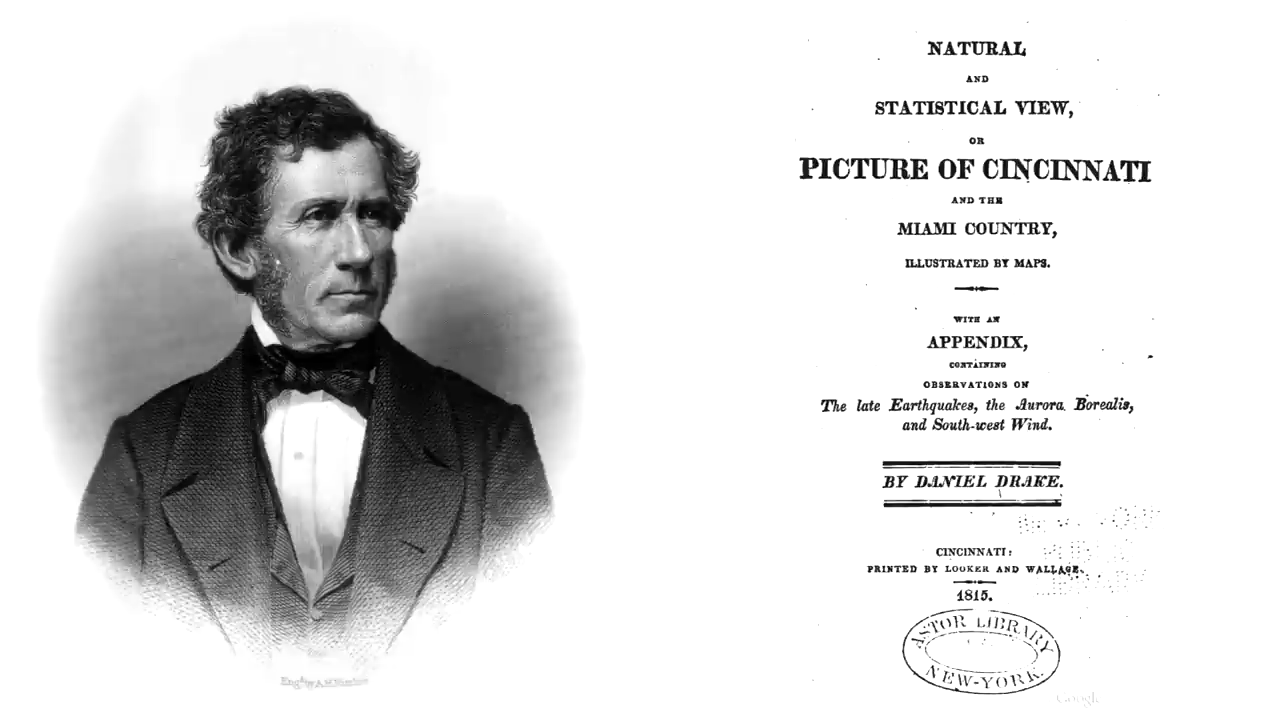 NATURAL
AND
STATISTICAL VIEW,
OR
PICTURE OF CINCINNATI
AND THE
MIAMI COUNTRY,
ILLUSTRATED BY MAPS.
WITH AN
APPENDIX,
CONTAINING
OBSERVATIONS ON
The late Earthquakes, the Aurora Borealis,
and South-west Wind.
BY DANIEL DRAKE.
CINCINNATI:
PRINTED BY LOOKER AND WALLACE.
1815.
ASTOR LIBRARY
NEW-YORK.
Google